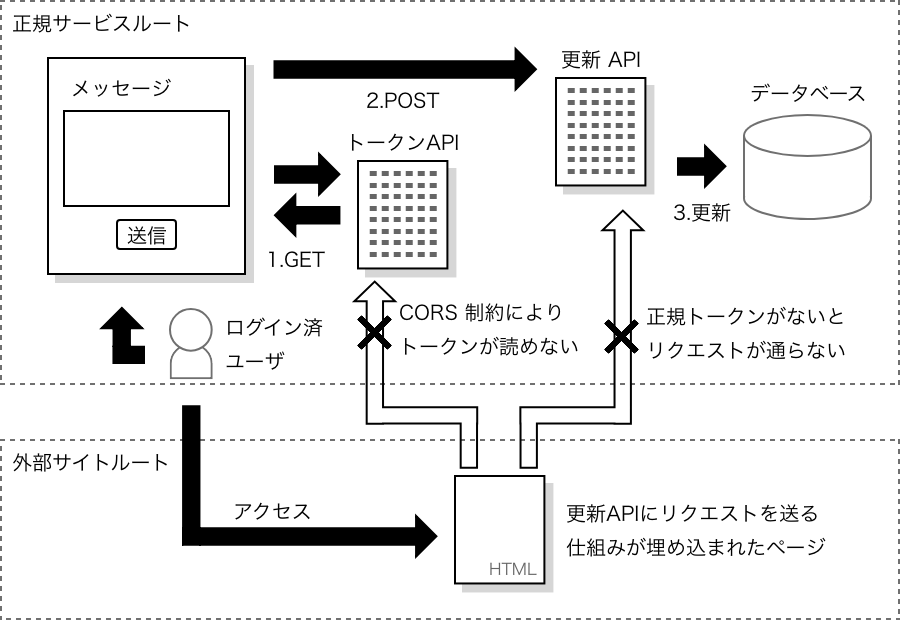 正規サービスルート
メッセージ
送信
2.POST
更新 API
データベース
トークンAPI
1.GET
3.更新
ログイン済
ユーザ
CORS 制約により
トークンが読めない
正規トークンがないと
リクエストが通らない
外部サイトルート
アクセス
HTML
更新APIにリクエストを送る
仕組みが埋め込まれたページ